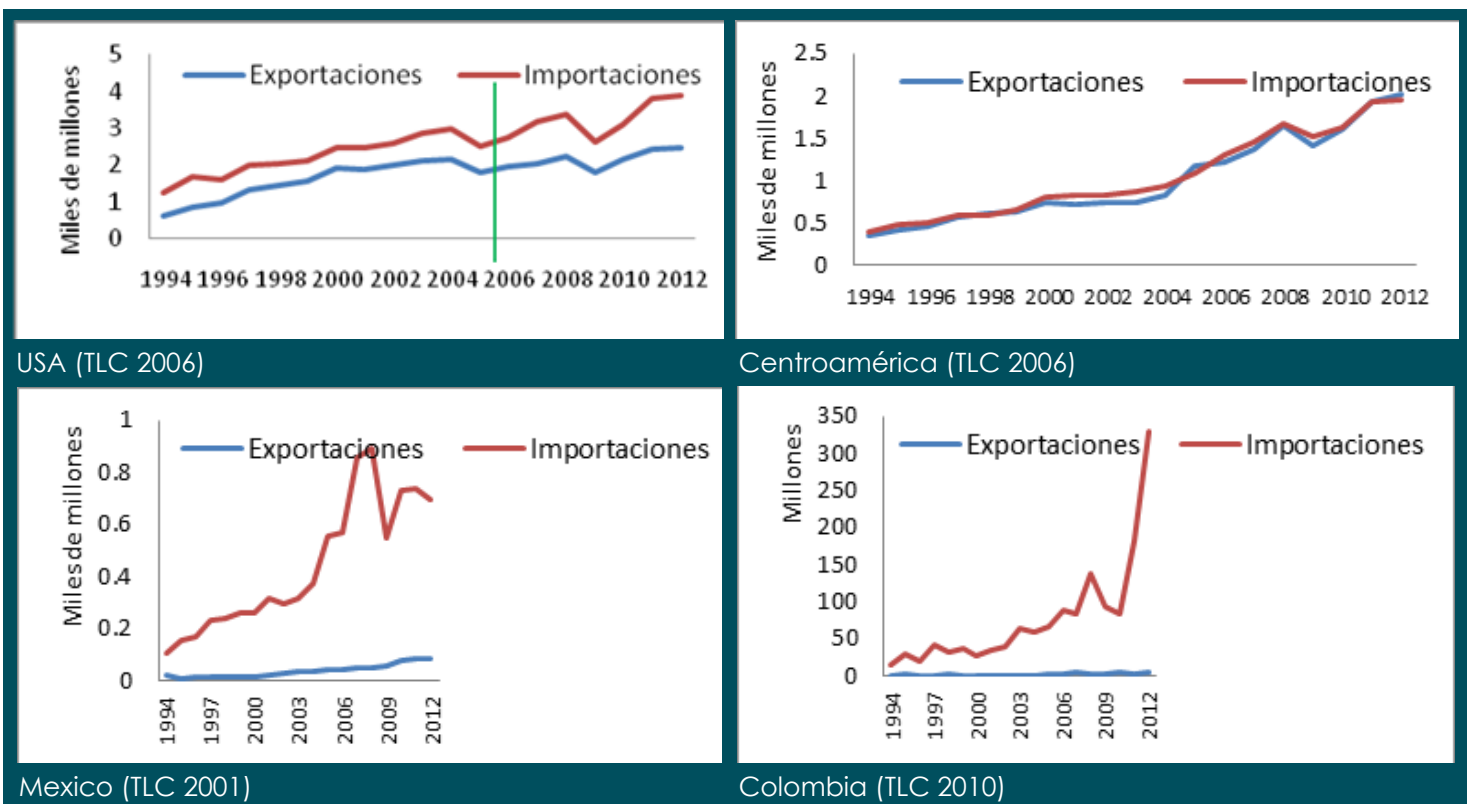 Miles de millones
5
4
3
2
1
0
Exportaciones Importaciones
1994 1996 1998 2000 2002 2004 2006 2008 2010 2012
USA (TLC 2006)
Miles de millones
2.5
2
1.5
1
0.5
0
Exportaciones Importaciones
1994 1996 1998 2000 2002 2004 2006 2008 2010 2012
Centroamérica (TLC 2006)
Miles de millones
1
0.8
0.6
0.4
0.2
0
Exportaciones Importaciones
1994 1997 2000 2003 2006 2009 2012
Mexico (TLC 2001)
Millones
350
300
250
200
150
100
50
0
Exportaciones Importaciones
1994 1997 2000 2003 2006 2009 2012
Colombia (TLC 2010)